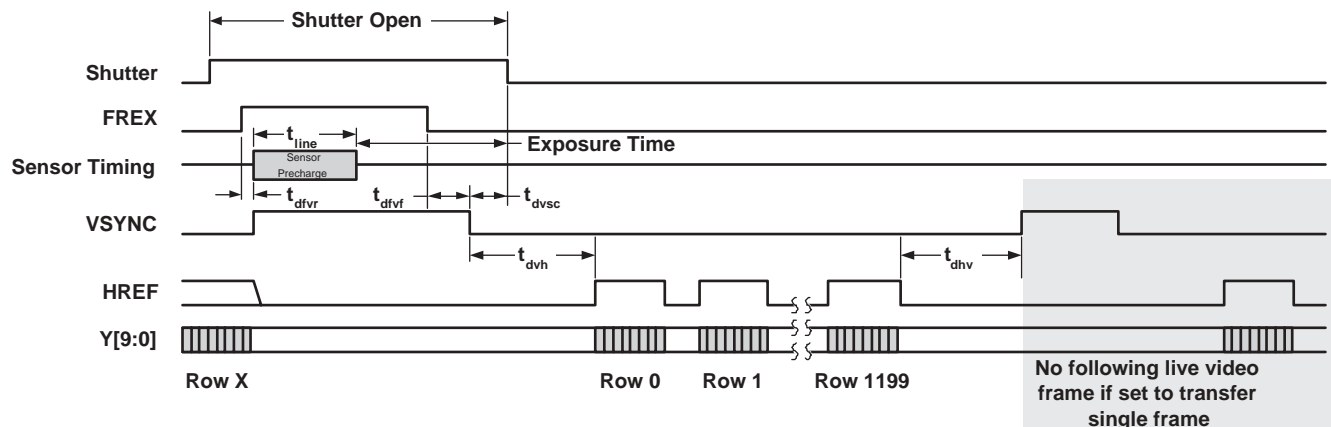 Shutter Open
Shutter
FREX
t line
Exposure Time
Sensor Timing
Sensor
Precharge
t dfvr
t dfvf
t dvsc
VSYNC
t dvh
t dhv
HREF
Y[9:0]
Row X
Row 0
Row 1
Row 1199
No following live video
frame if set to transfer
single frame